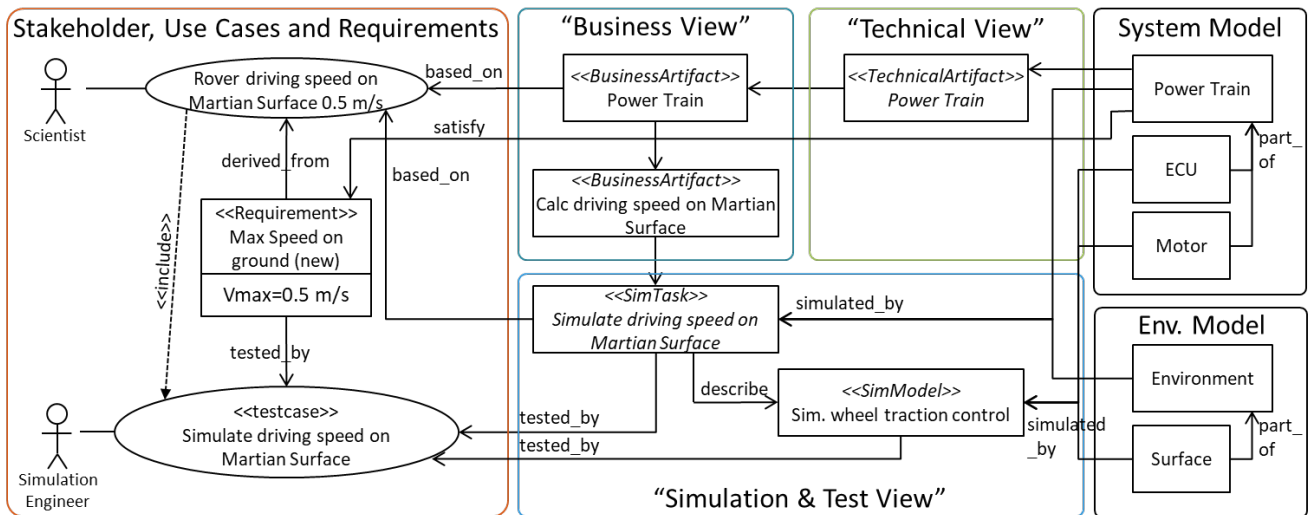 Stakeholder, Use Cases and Requirements
Scientist
Rover driving speed on
Martian Surface 0.5 m/s
based_on
satisfy
derived_from
based_on
<<include>>
<<Requirement>>
Max Speed on
ground (new)
Vmax=0.5 m/s
tested_by
Simulation
Engineer
<<testcase>>
Simulate driving speed on
Martian Surface
“Business View”
<<BusinessArtifact>>
Power Train
<<BusinessArtifact>>
Calc driving speed on Martian
Surface
“Technical View”
<<TechnicalArtifact>>
Power Train
System Model
Power Train
part_
of
ECU
Motor
<<SimTask>>
Simulate driving speed on
Martian Surface
simulated_by
describe
<<SimModel>>
Sim. wheel traction control
tested_by
tested_by
simulated
_by
“Simulation & Test View”
Env. Model
Environment
part_
of
Surface